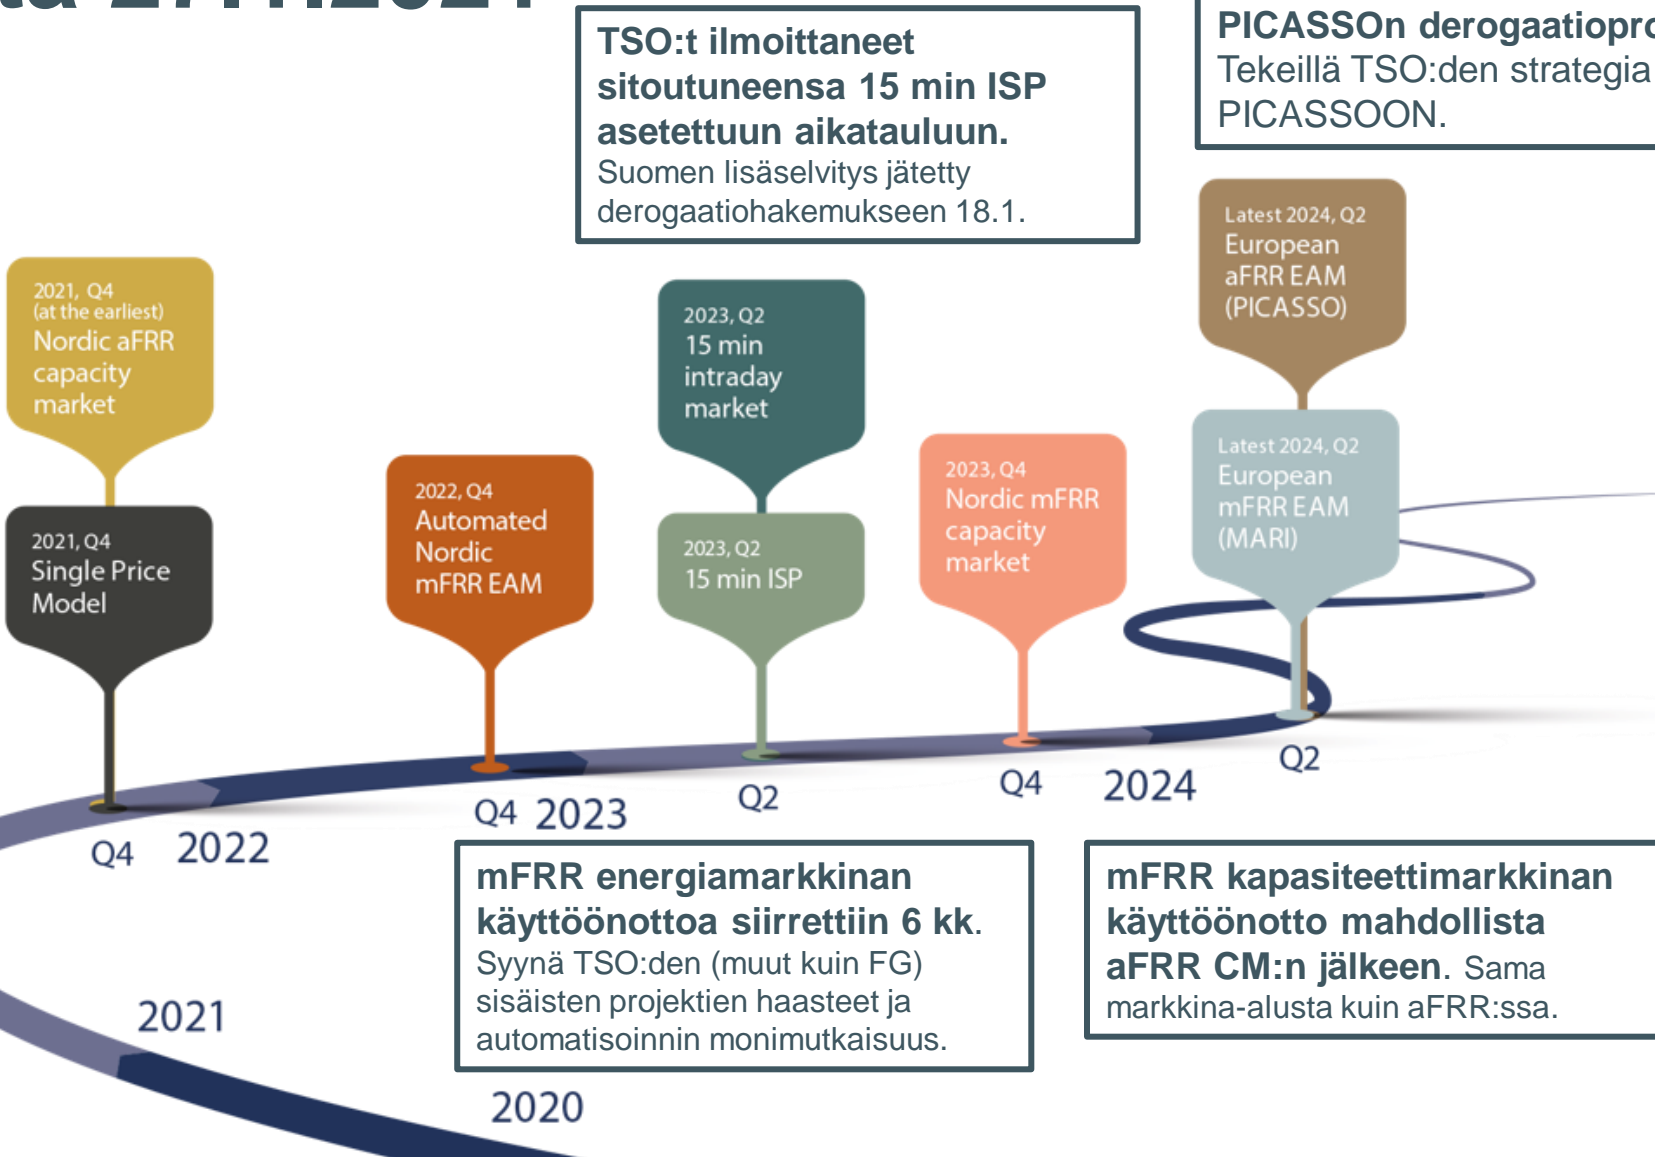 27.1.2021
TSO:t ilmoittaneet
sitoutuneensa 15 min ISP
asetettuun aikatauluun.
Suomen lisäselvitys jätetty
derogaatiohakemukseen 18.1.
Tekeillä TSO:den strategia
PICASSOON.
2021, Q4
(at the earliest)
Nordic aFRR
capacity
market
2021, Q4
Single Price
Model
2022, Q4
Automated
Nordic
mFRR EAM
2023, Q2
15 min
intraday
market
2023, Q2
15 min ISP
2023, Q4
Nordic mFRR
capacity
market
Latest 2024, Q2
European
aFRR EAM
(PICASSO)
Latest 2024, Q2
European
mFRR EAM
(MARI)
Q4 2022
Q4 2023
Q2
Q4 2024
Q2
mFRR energiamarkkinan
käyttöönottoa siirrettiin 6 kk.
Syynä TSO:den (muut kuin FG)
sisäisten projektien haasteet ja
automatisoinnin monimutkaisuus.
mFRR kapasiteettimarkkinan
käyttöönotto mahdollista
aFRR CM:n jälkeen. Sama
markkina-alusta kuin aFRR:ssa.
2021
2020